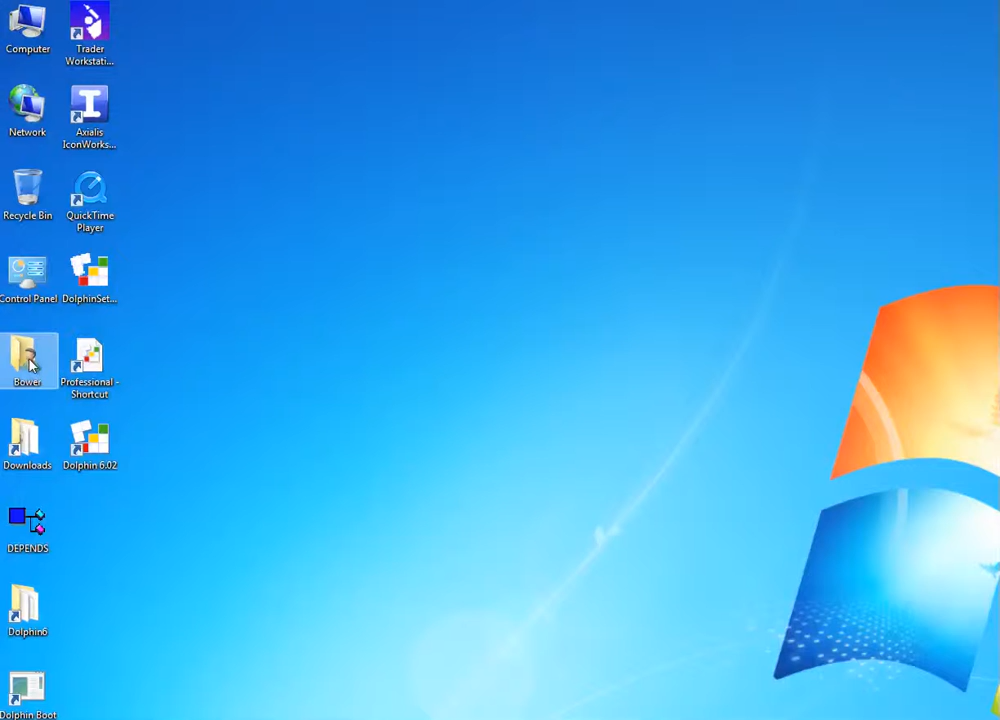 Computer
Trader
Workstati...
Network
Axialis
IconWorks...
Recycle Bin
QuickTime
Player
Control Panel
DolphinSet...
Bower
Professional -
Shortcut
Downloads
Dolphin 6.02
DEPENDS
Dolphin6
Dolphin Boot